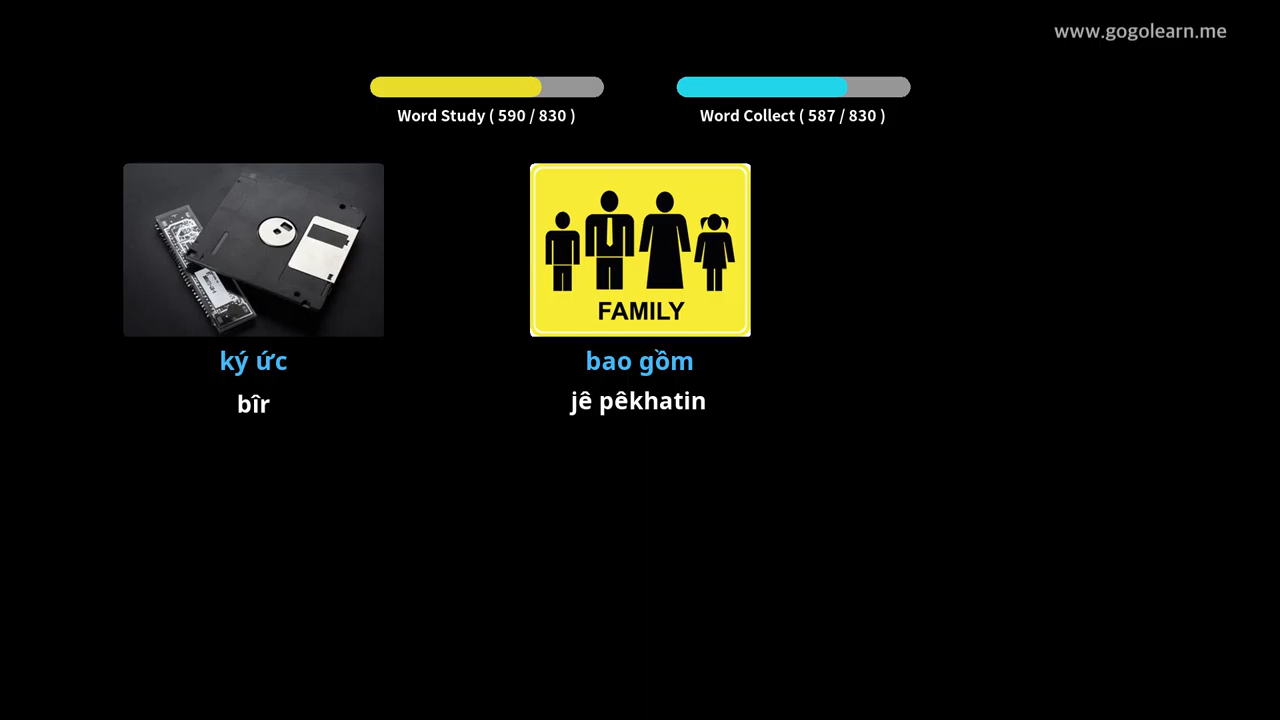 www.gogolearn.me
Word Study ( 590 / 830 )
Word Collect ( 587 / 830 )
FAMILY
ký ức
bao gồm
bîr
jê pêkhatin